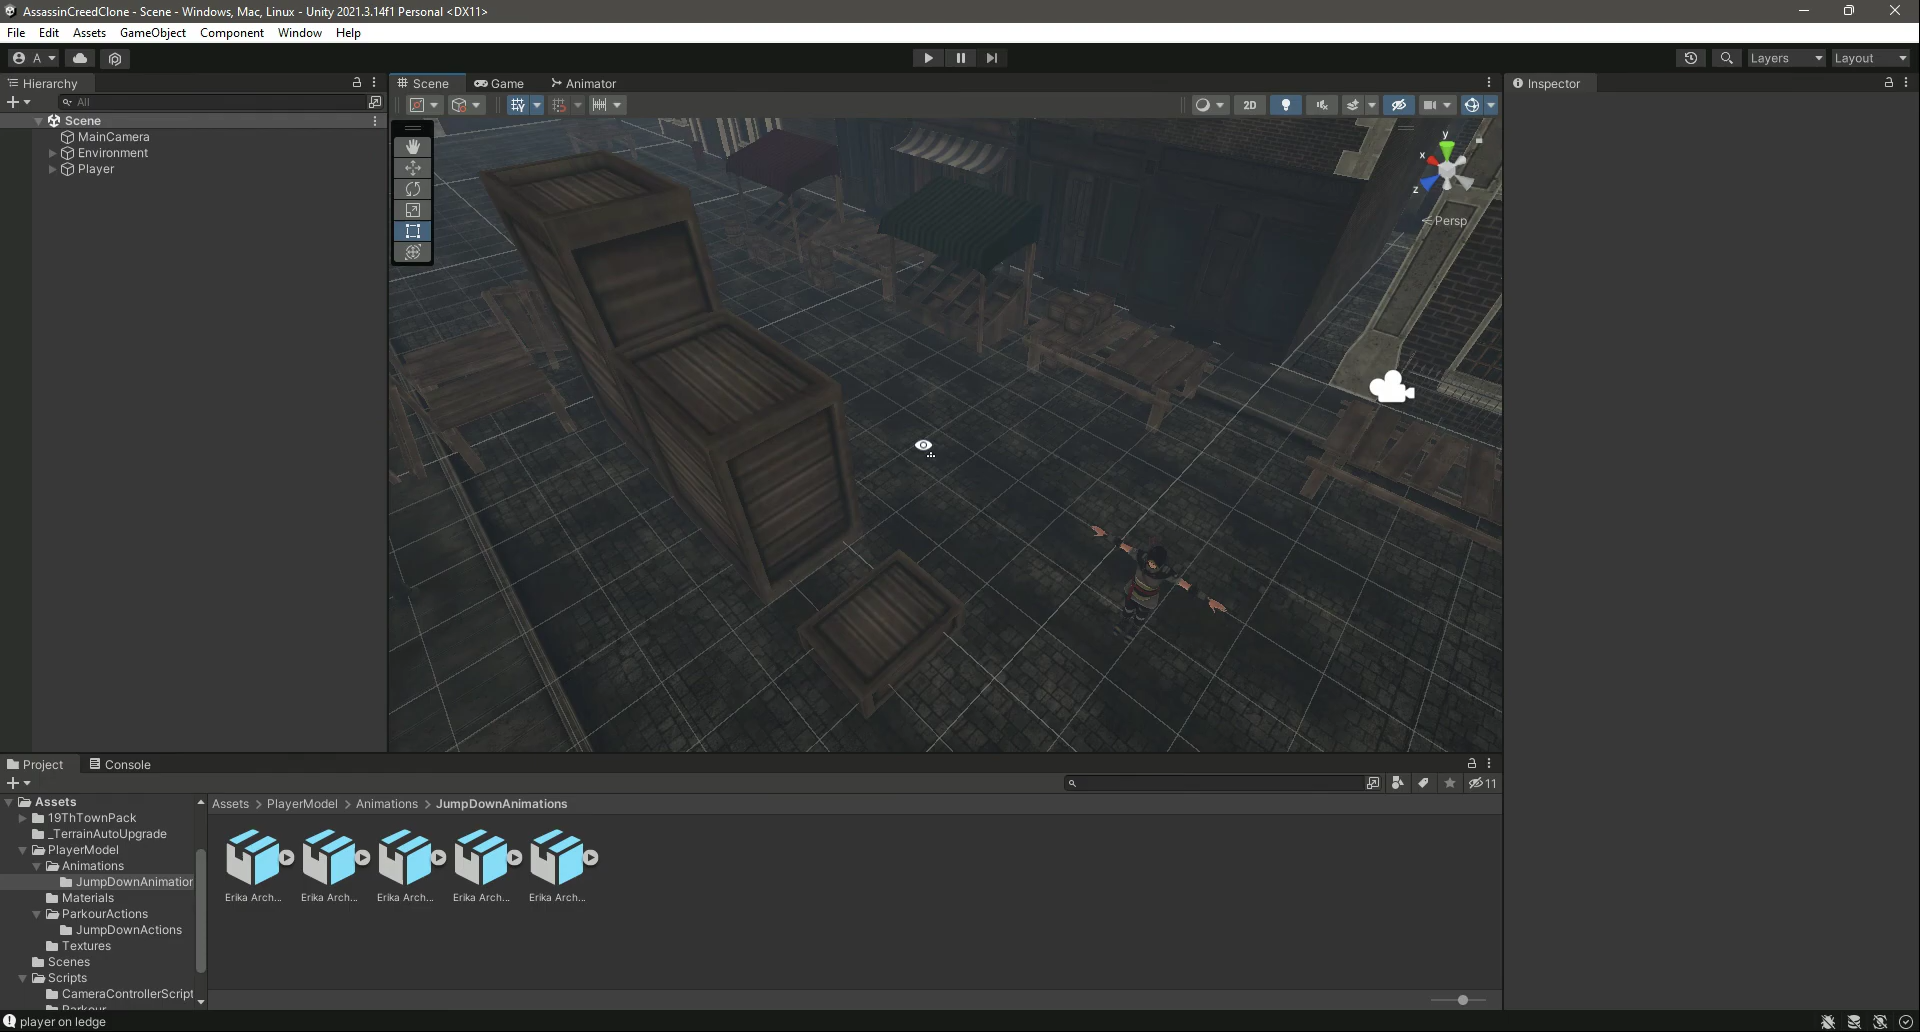 AssassinCreedClone - Scene - Windows, Mac, Linux - Unity 2021.3.14f1 Personal <DX11>
File Edit Assets GameObject Component Window Help
A Layers Layout
Hierarchy
All
Scene
MainCamera
Environment
Player
Scene Game Animator
2D
y
x
z
Persp
Inspector
Project Console
11
Assets
19ThTownPack
_TerrainAutoUpgrade
PlayerModel
Animations
JumpDownAnimation
Materials
ParkourActions
JumpDownActions
Textures
Scenes
Scripts
CameraControllerScript
Parkour
Assets > PlayerModel > Animations > JumpDownAnimations
Erika Arch... Erika Arch... Erika Arch... Erika Arch... Erika Arch...
player on ledge